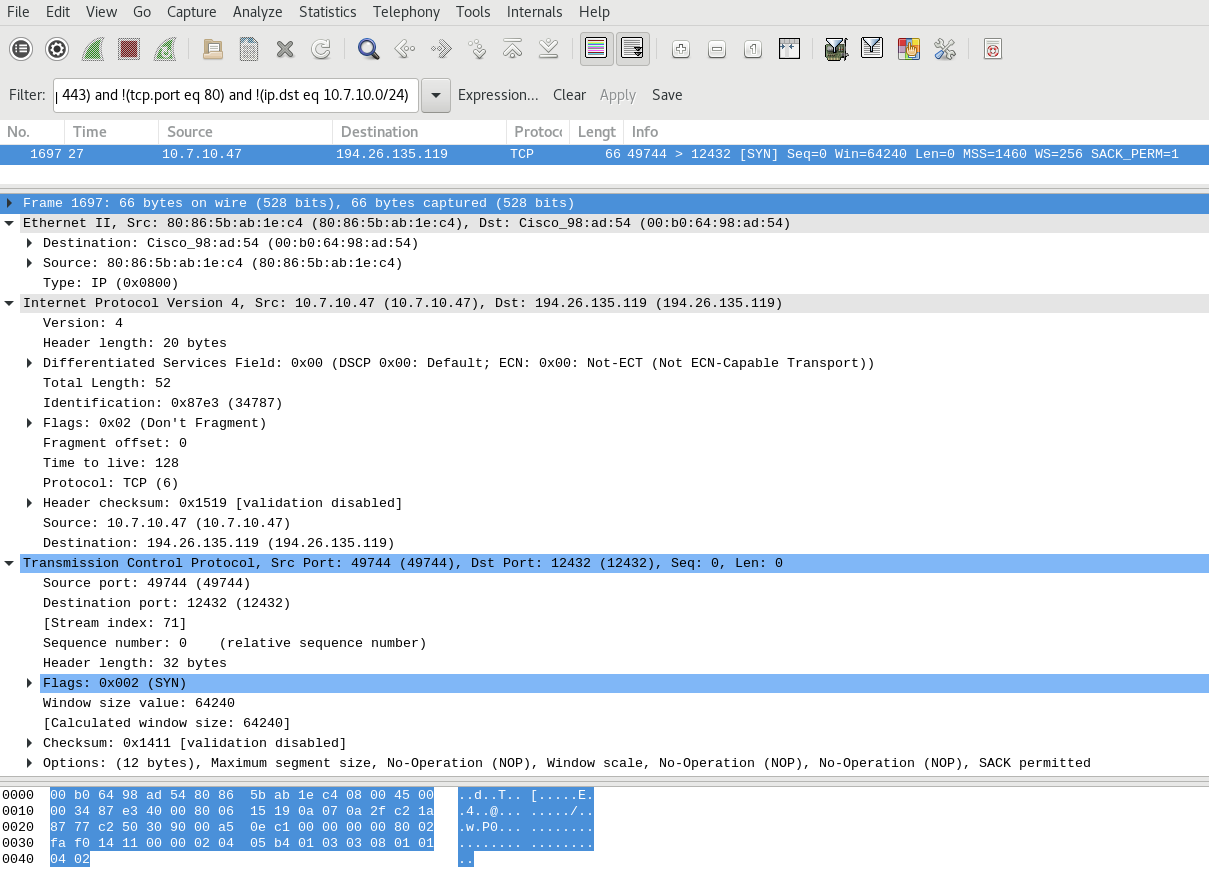 File Edit View Go Capture Analyze Statistics Telephony Tools Internals Help
Filter: 443) and !(tcp.port eq 80) and !(ip.dst eq 10.7.10.0/24) Expression... Clear Apply Save
No. Time Source Destination Protoc Lengt Info
1697 27 10.7.10.47 194.26.135.119 TCP 66 49744 > 12432 [SYN] Seq=0 Win=64240 Len=0 MSS=1460 WS=256 SACK_PERM=1
Frame 1697: 66 bytes on wire (528 bits), 66 bytes captured (528 bits)
Ethernet II, Src: 80:86:5b:ab:1e:c4 (80:86:5b:ab:1e:c4), Dst: Cisco_98:ad:54 (00:b0:64:98:ad:54)
Destination: Cisco_98:ad:54 (00:b0:64:98:ad:54)
Source: 80:86:5b:ab:1e:c4 (80:86:5b:ab:1e:c4)
Type: IP (0x0800)
Internet Protocol Version 4, Src: 10.7.10.47 (10.7.10.47), Dst: 194.26.135.119 (194.26.135.119)
Version: 4
Header length: 20 bytes
Differentiated Services Field: 0x00 (DSCP 0x00: Default; ECN: 0x00: Not-ECT (Not ECN-Capable Transport))
Total Length: 52
Identification: 0x87e3 (34787)
Flags: 0x02 (Don't Fragment)
Fragment offset: 0
Time to live: 128
Protocol: TCP (6)
Header checksum: 0x1519 [validation disabled]
Source: 10.7.10.47 (10.7.10.47)
Destination: 194.26.135.119 (194.26.135.119)
Transmission Control Protocol, Src Port: 49744 (49744), Dst Port: 12432 (12432), Seq: 0, Len: 0
Source port: 49744 (49744)
Destination port: 12432 (12432)
[Stream index: 71]
Sequence number: 0    (relative sequence number)
Header length: 32 bytes
Flags: 0x002 (SYN)
Window size value: 64240
[Calculated window size: 64240]
Checksum: 0x1411 [validation disabled]
Options: (12 bytes), Maximum segment size, No-Operation (NOP), Window scale, No-Operation (NOP), No-Operation (NOP), SACK permitted
0000 00 b0 64 98 ad 54 80 86 5b ab 1e c4 08 00 45 00 ..d..T.. [.....E.
0010 00 34 87 e3 40 00 80 06 15 19 0a 07 0a 2f c2 1a .4..@... ...../..
0020 87 77 c2 50 30 90 00 a5 0e c1 00 00 00 00 80 02 .w.P0... ........
0030 fa f0 14 11 00 00 02 04 05 b4 01 03 03 08 01 01 ........ ........
0040 04 02 ..